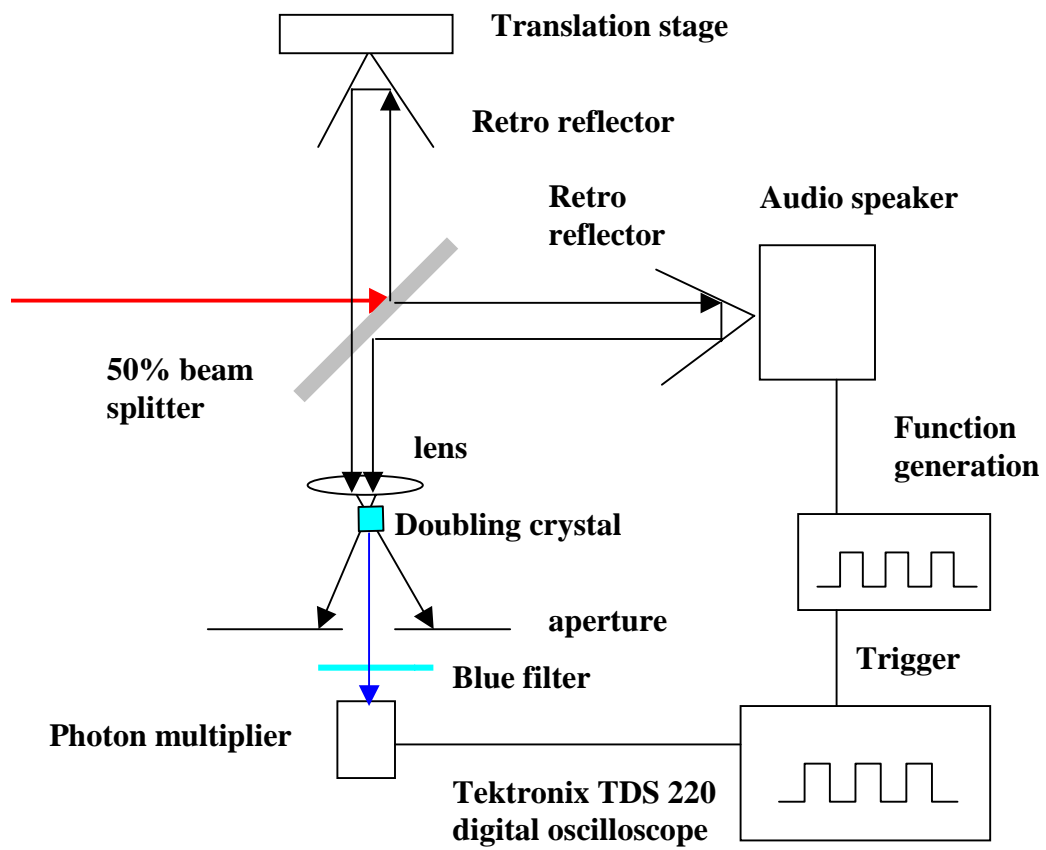 Translation stage
Retro reflector
Retro
reflector
Audio speaker
50% beam
splitter
lens
Function
generation
Doubling crystal
aperture
Trigger
Blue filter
Photon multiplier
Tektronix TDS 220
digital oscilloscope